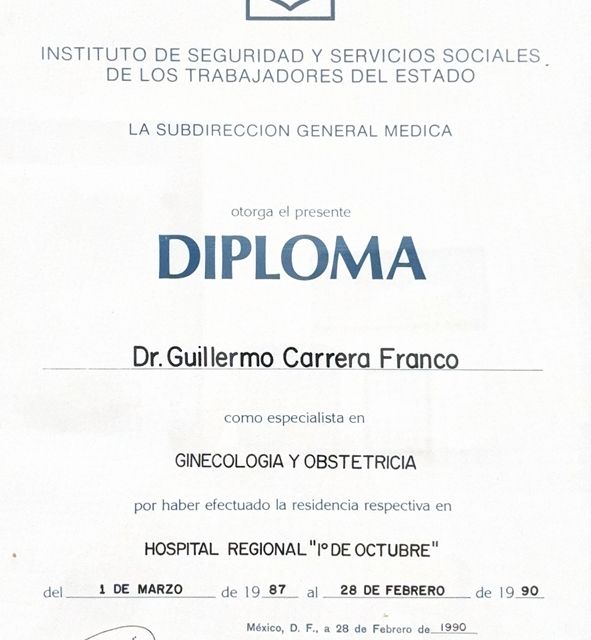 INSTITUTO DE SEGURIDAD Y SERVICIOS SOCIALES
DE LOS TRABAJADORES DEL ESTADO
LA SUBDIRECCION GENERAL MEDICA
otorga el presente
DIPLOMA
Dr. Guillermo Carrera Franco
como especialista en
GINECOLOGIA Y OBSTETRICIA
por haber efectuado la residencia respectiva en
HOSPITAL REGIONAL "1º DE OCTUBRE"
del 1 DE MARZO de 19 87 al 28 DE FEBRERO de 19 90
México, D. F., a 28 de Febrero de 1990